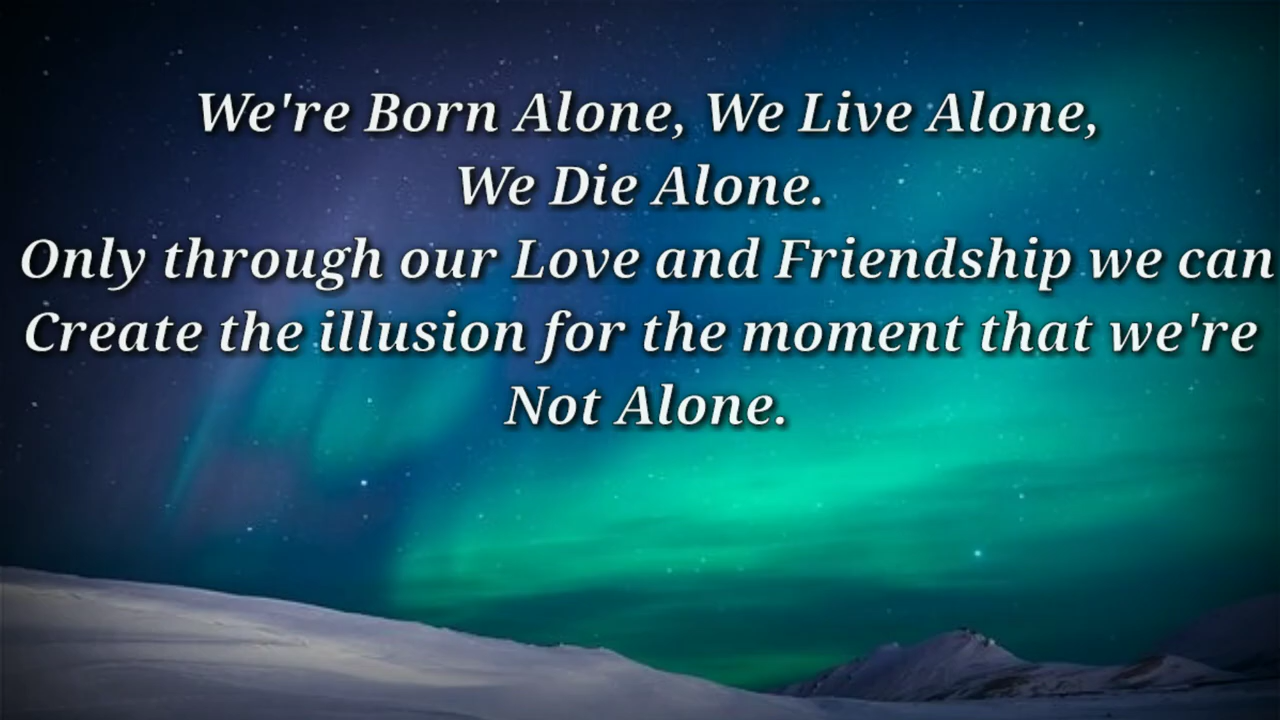 We're Born Alone, We Live Alone,
We Die Alone.
Only through our Love and Friendship we can
Create the illusion for the moment that we're
Not Alone.